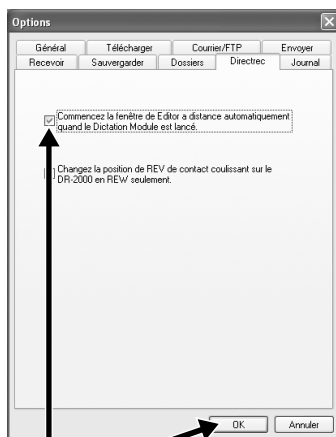 Options
Général Télécharger Courrier/FTP Envoyer
Recevoir Sauvergarder Dossiers Directrec Journal
Commencez la fenêtre de Editor a distance automatiquement
quand le Dictation Module est lancé.
Changez la position de REV de contact coulissant sur le
DR-2000 en REW seulement.
OK Annuler